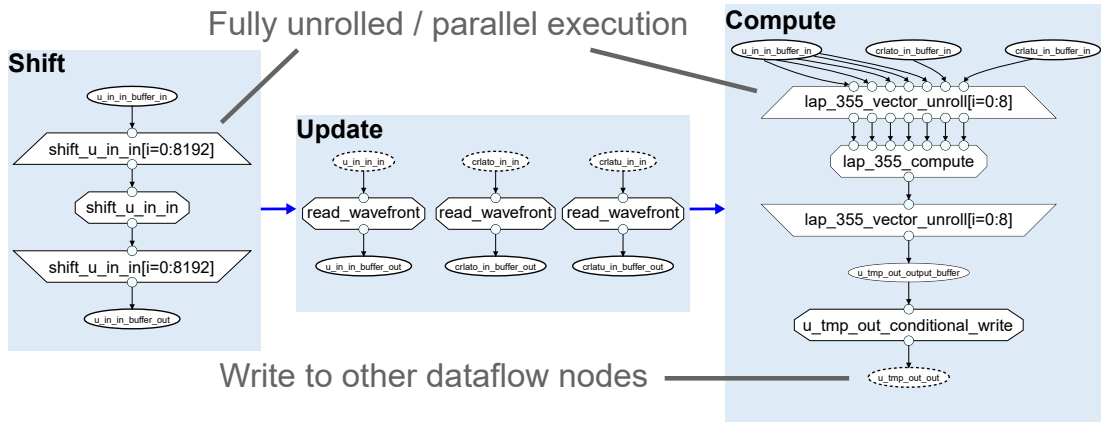 Fully unrolled / parallel execution
Shift
u_in_in_buffer_in
shift_u_in_in[i=0:8192]
shift_u_in_in
shift_u_in_in[i=0:8192]
u_in_in_buffer_out
Update
u_in_in_in
crlato_in_in
crlatu_in_in
read_wavefront
read_wavefront
read_wavefront
u_in_in_buffer_out
crlato_in_buffer_out
crlatu_in_buffer_out
Compute
u_in_in_buffer_in
crlato_in_buffer_in
crlatu_in_buffer_in
lap_355_vector_unroll[i=0:8]
lap_355_compute
lap_355_vector_unroll[i=0:8]
u_tmp_out_output_buffer
u_tmp_out_conditional_write
u_tmp_out_out
Write to other dataflow nodes